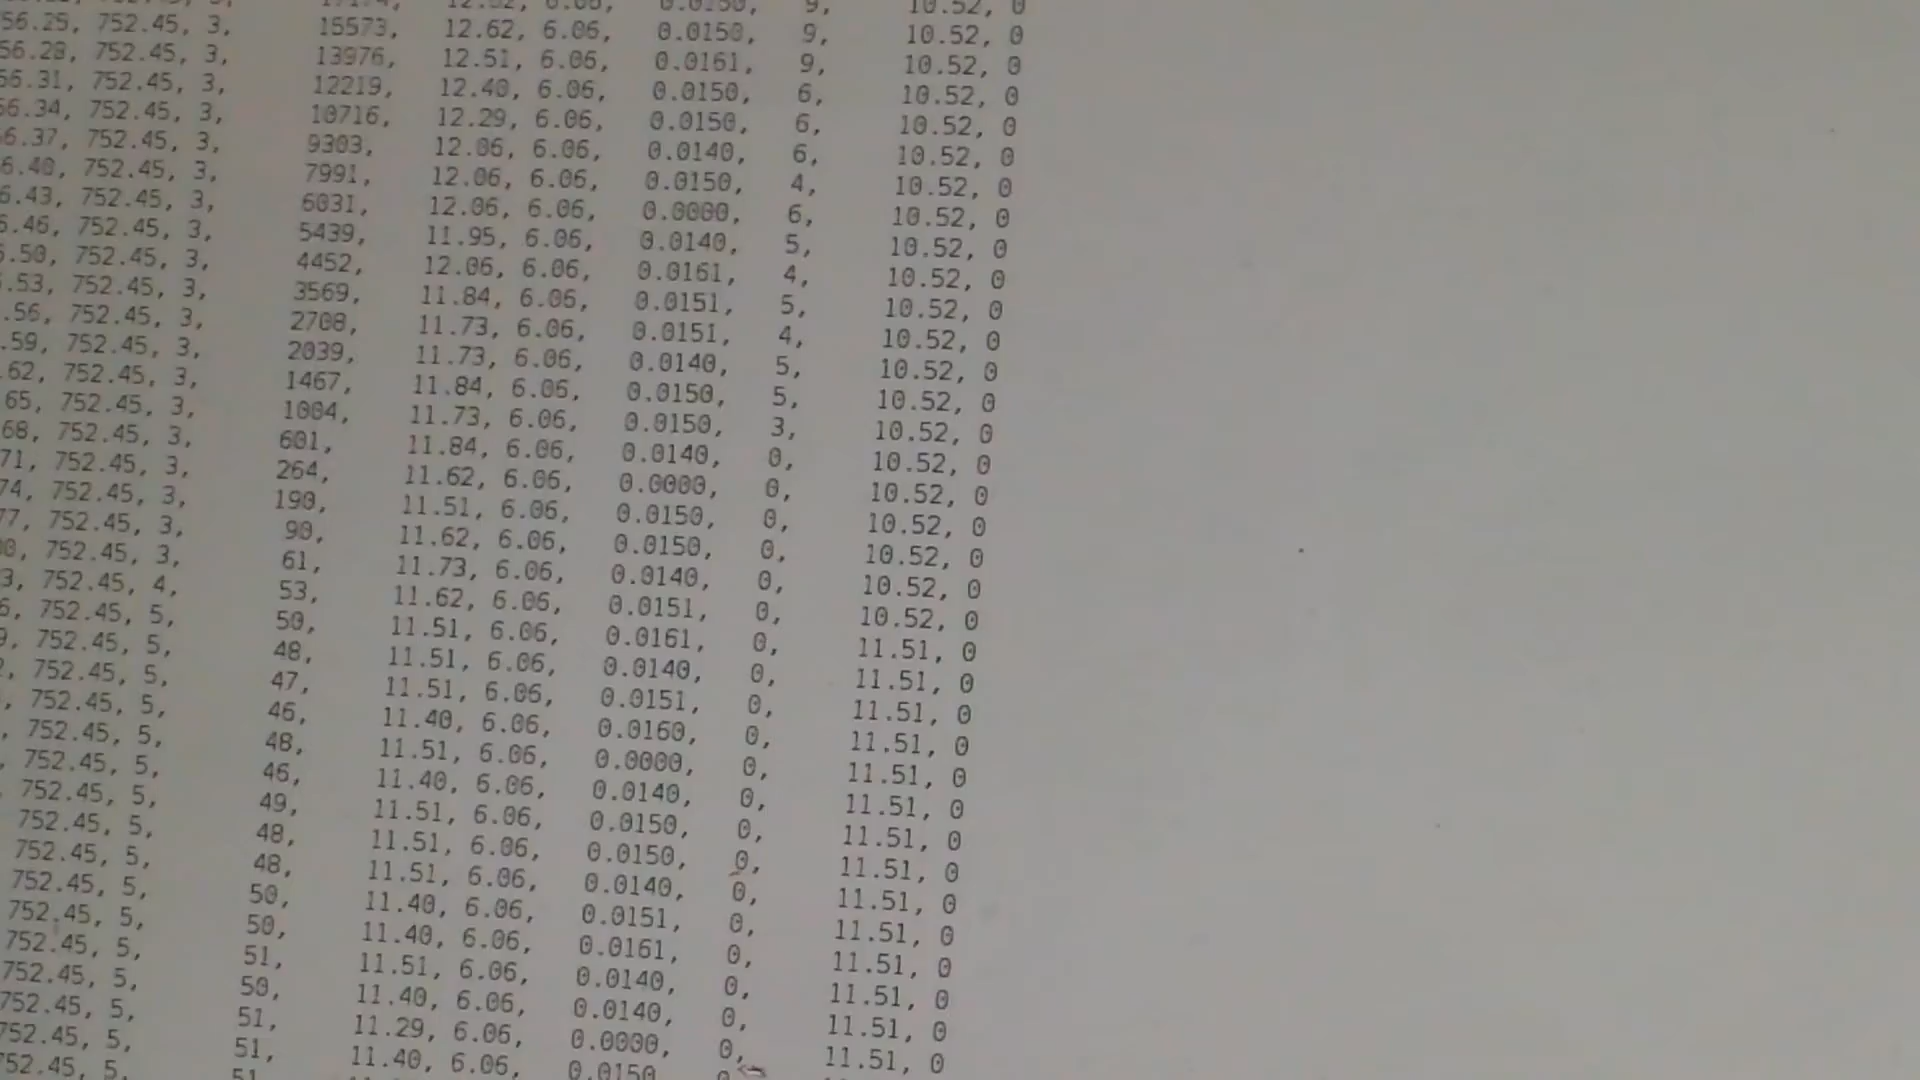 56.25, 752.45, 3, 15573, 12.62, 6.06, 0.0150, 9, 10.52, 0
56.28, 752.45, 3, 13976, 12.51, 6.06, 0.0161, 9, 10.52, 0
56.31, 752.45, 3, 12219, 12.40, 6.06, 0.0150, 6, 10.52, 0
56.34, 752.45, 3, 10716, 12.29, 6.06, 0.0150, 6, 10.52, 0
6.37, 752.45, 3, 9303, 12.06, 6.06, 0.0140, 6, 10.52, 0
6.40, 752.45, 3, 7991, 12.06, 6.06, 0.0150, 4, 10.52, 0
6.43, 752.45, 3, 6031, 12.06, 6.06, 0.0000, 6, 10.52, 0
6.46, 752.45, 3, 5439, 11.95, 6.06, 0.0140, 5, 10.52, 0
.50, 752.45, 3, 4452, 12.06, 6.06, 0.0161, 4, 10.52, 0
.53, 752.45, 3, 3569, 11.84, 6.06, 0.0151, 5, 10.52, 0
.56, 752.45, 3, 2708, 11.73, 6.06, 0.0151, 4, 10.52, 0
.59, 752.45, 3, 2039, 11.73, 6.06, 0.0140, 5, 10.52, 0
62, 752.45, 3, 1467, 11.84, 6.06, 0.0150, 5, 10.52, 0
65, 752.45, 3, 1004, 11.73, 6.06, 0.0150, 3, 10.52, 0
68, 752.45, 3, 601, 11.84, 6.06, 0.0140, 0, 10.52, 0
71, 752.45, 3, 264, 11.62, 6.06, 0.0000, 0, 10.52, 0
74, 752.45, 3, 190, 11.51, 6.06, 0.0150, 0, 10.52, 0
77, 752.45, 3, 90, 11.62, 6.06, 0.0150, 0, 10.52, 0
0, 752.45, 3, 61, 11.73, 6.06, 0.0140, 0, 10.52, 0
3, 752.45, 4, 53, 11.62, 6.06, 0.0151, 0, 10.52, 0
6, 752.45, 5, 50, 11.51, 6.06, 0.0161, 0, 11.51, 0
9, 752.45, 5, 48, 11.51, 6.06, 0.0140, 0, 11.51, 0
, 752.45, 5, 47, 11.51, 6.06, 0.0151, 0, 11.51, 0
, 752.45, 5, 46, 11.40, 6.06, 0.0160, 0, 11.51, 0
, 752.45, 5, 48, 11.51, 6.06, 0.0000, 0, 11.51, 0
, 752.45, 5, 46, 11.40, 6.06, 0.0140, 0, 11.51, 0
752.45, 5, 49, 11.51, 6.06, 0.0150, 0, 11.51, 0
752.45, 5, 48, 11.51, 6.06, 0.0150, 0, 11.51, 0
752.45, 5, 48, 11.51, 6.06, 0.0140, 0, 11.51, 0
752.45, 5, 50, 11.40, 6.06, 0.0151, 0, 11.51, 0
752.45, 5, 50, 11.40, 6.06, 0.0161, 0, 11.51, 0
752.45, 5, 51, 11.51, 6.06, 0.0140, 0, 11.51, 0
752.45, 5, 50, 11.40, 6.06, 0.0140, 0, 11.51, 0
752.45, 5, 51, 11.29, 6.06, 0.0000, 0, 11.51, 0
752.45, 5, 51, 11.40, 6.06, 0.0150